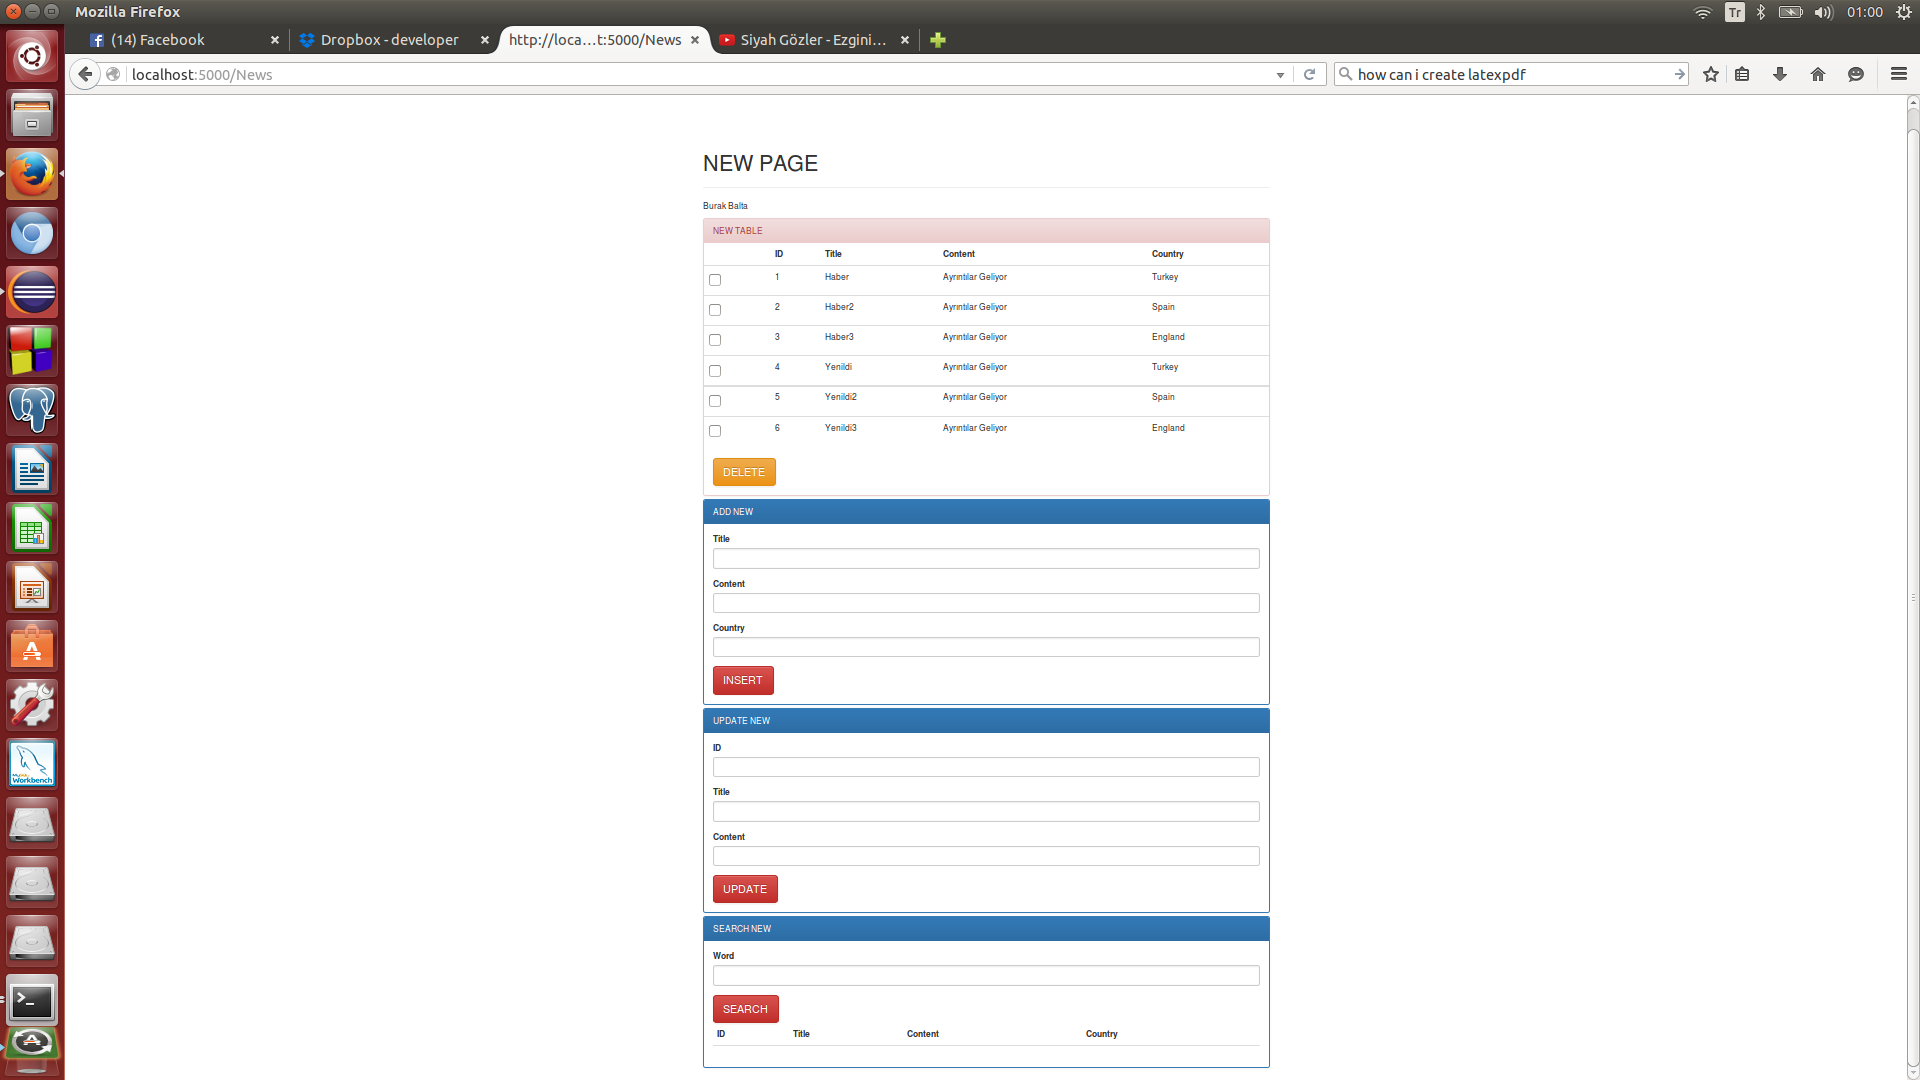 Mozilla Firefox
Tr
01:00
(14) Facebook
Dropbox - developer
http://loca...t:5000/News
Siyah Gözler - Ezgini...
localhost:5000/News
how can i create latexpdf
NEW PAGE
Burak Balta
NEW TABLE
ID Title Content Country
1 Haber Ayrıntılar Geliyor Turkey
2 Haber2 Ayrıntılar Geliyor Spain
3 Haber3 Ayrıntılar Geliyor England
4 Yenildi Ayrıntılar Geliyor Turkey
5 Yenildi2 Ayrıntılar Geliyor Spain
6 Yenildi3 Ayrıntılar Geliyor England
DELETE
ADD NEW
Title
Content
Country
INSERT
UPDATE NEW
ID
Title
Content
UPDATE
SEARCH NEW
Word
SEARCH
ID Title Content Country
Workbench